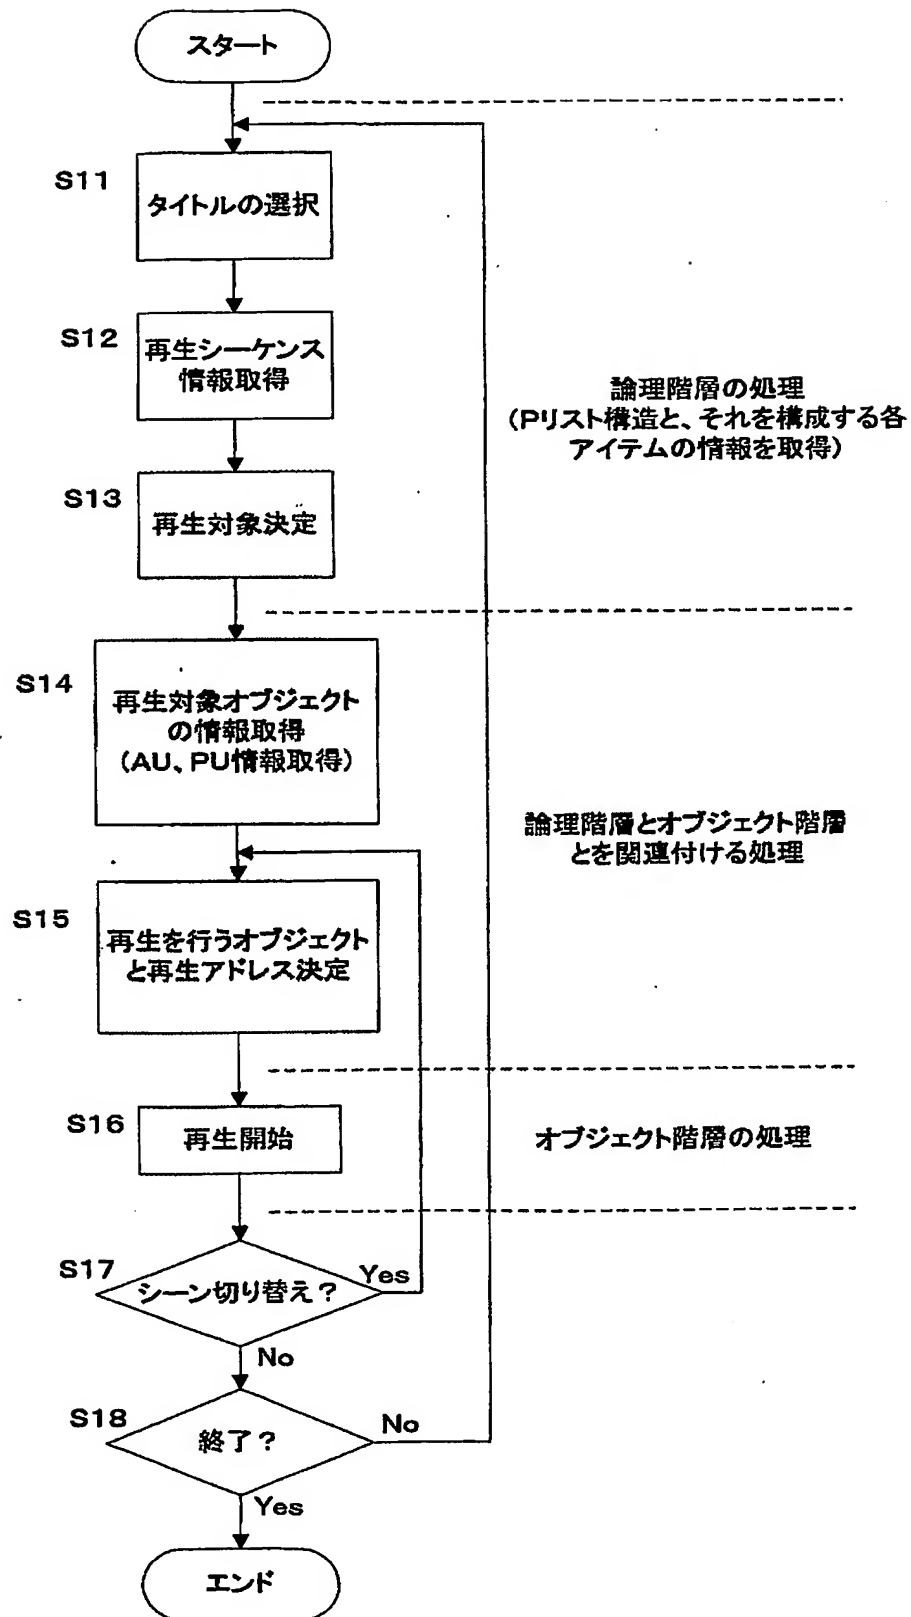 スタート
S11
タイトルの選択
S12
再生シーケンス
情報取得
論理階層の処理
(Pリスト構造と、それを構成する各
アイテムの情報を取得)
S13
再生対象決定
S14
再生対象オブジェクト
の情報取得
(AU、PU情報取得)
論理階層とオブジェクト階層
とを関連付ける処理
S15
再生を行うオブジェクト
と再生アドレス決定
S16
再生開始
オブジェクト階層の処理
S17
シーン切り替え?
Yes
No
S18
終了?
No
Yes
エンド